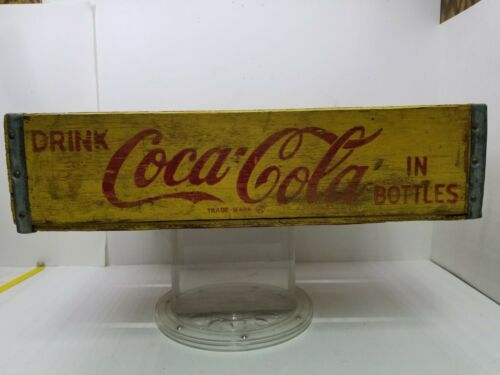 DRINK
Coca-Cola
IN
BOTTLES
TRADE-MARK ®